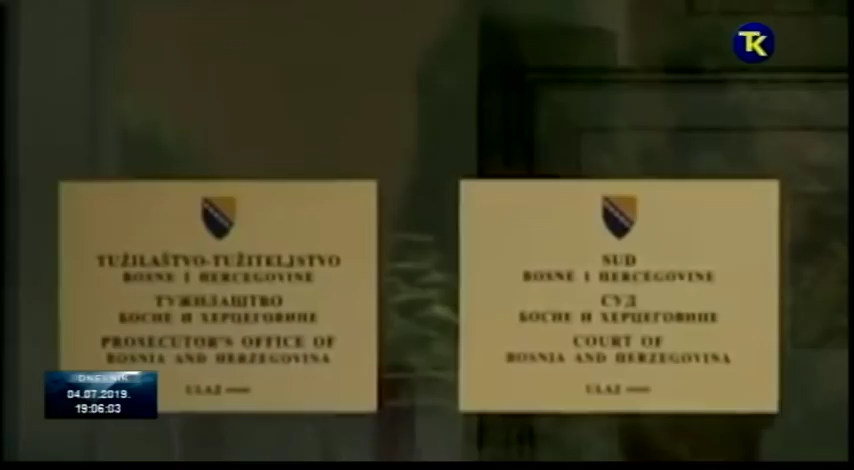 TK
TUŽILAŠTVO-TUŽITELJSTVO
BOSNE I HERCEGOVINE
ТУЖИЛАШТВО
БОСНЕ И ХЕРЦЕГОВИНЕ
PROSECUTOR'S OFFICE OF
BOSNIA AND HERZEGOVINA
ULAZ
SUD
BOSNE I HERCEGOVINE
СУД
БОСНЕ И ХЕРЦЕГОВИНЕ
COURT OF
BOSNIA AND HERZEGOVINA
ULAZ
DNEVNIK
04.07.2019.
19:06:03